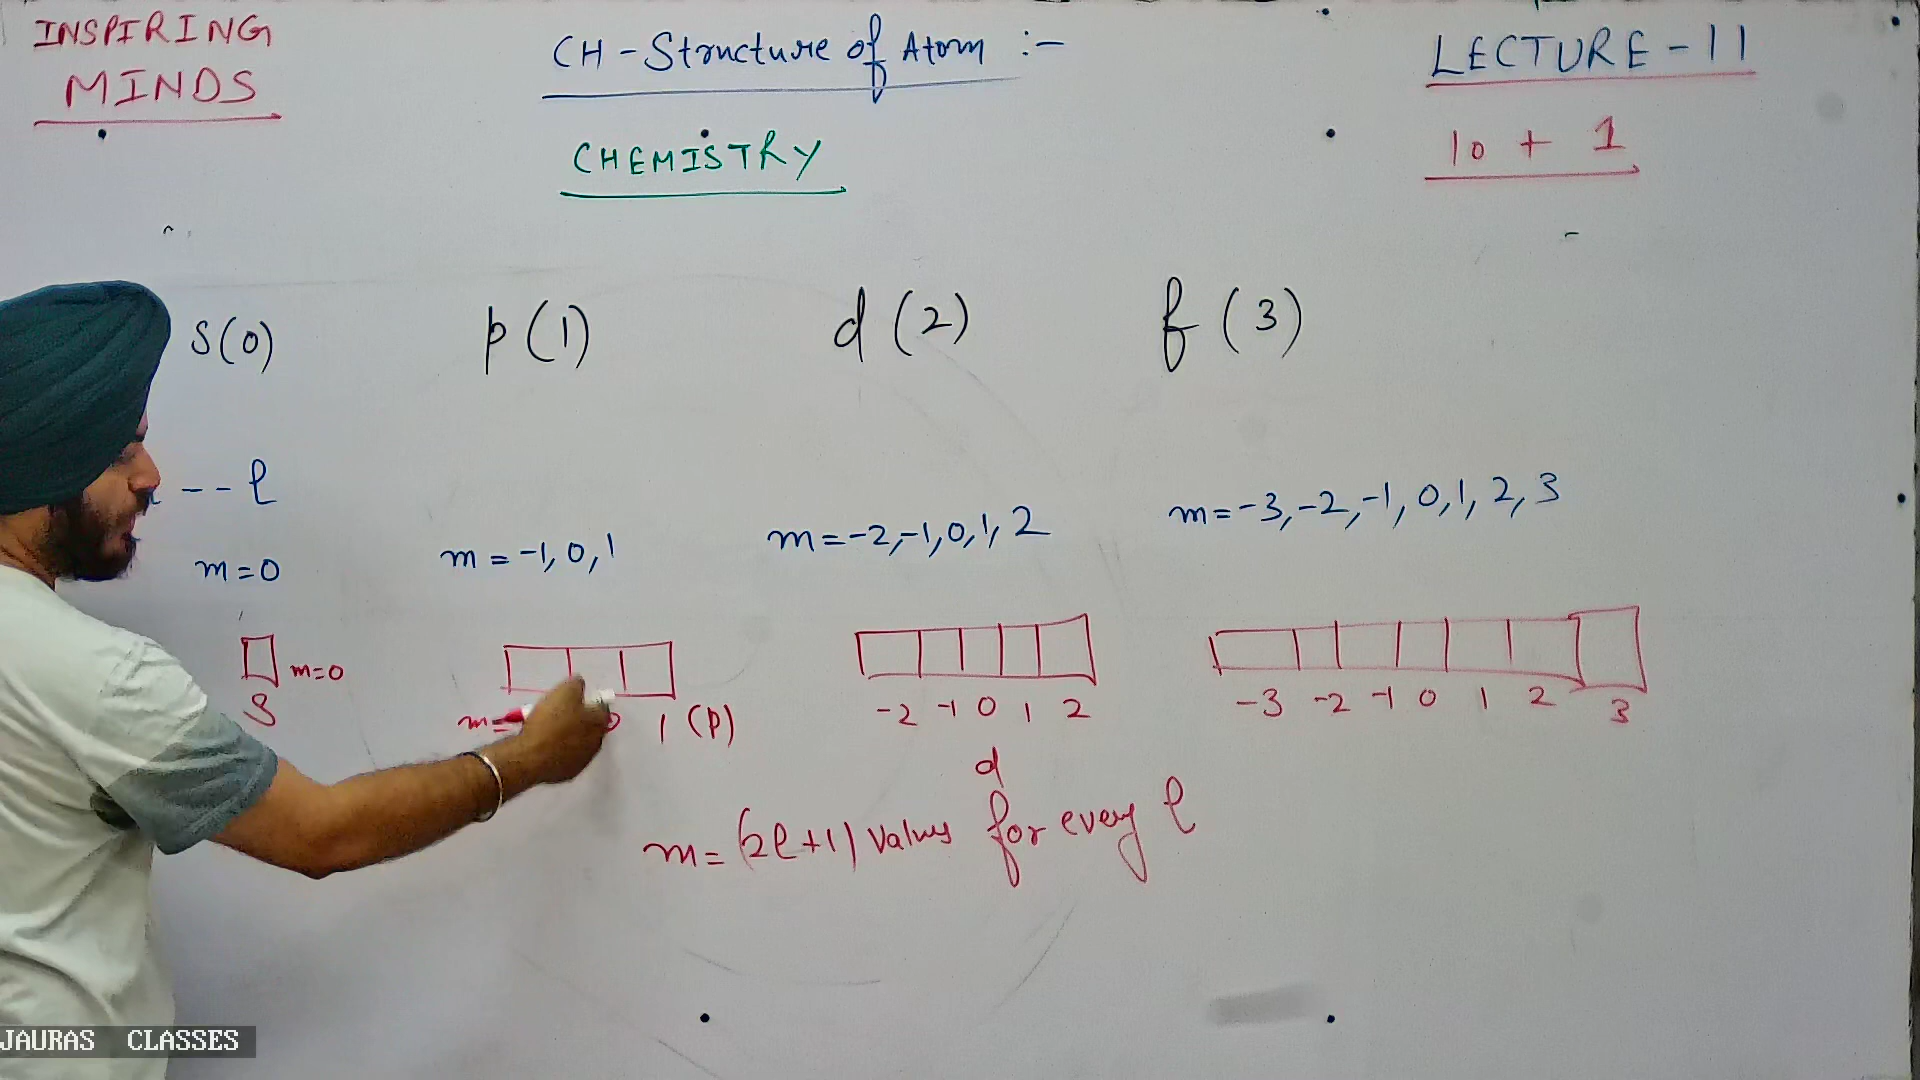 INSPIRING
MINDS
CH - Structure of Atom :-
CHEMISTRY
LECTURE - 11
10 + 1
S(0)
p(1)
d(2)
f(3)
-- l
m=0
m = -1, 0, 1
m = -2, -1, 0, 1, 2
m = -3, -2, -1, 0, 1, 2, 3
m=0
S
m= 0 1 (p)
-2 -1 0 1 2
d
-3 -2 -1 0 1 2 3
m = (2l+1) values for every l
JAURAS CLASSES